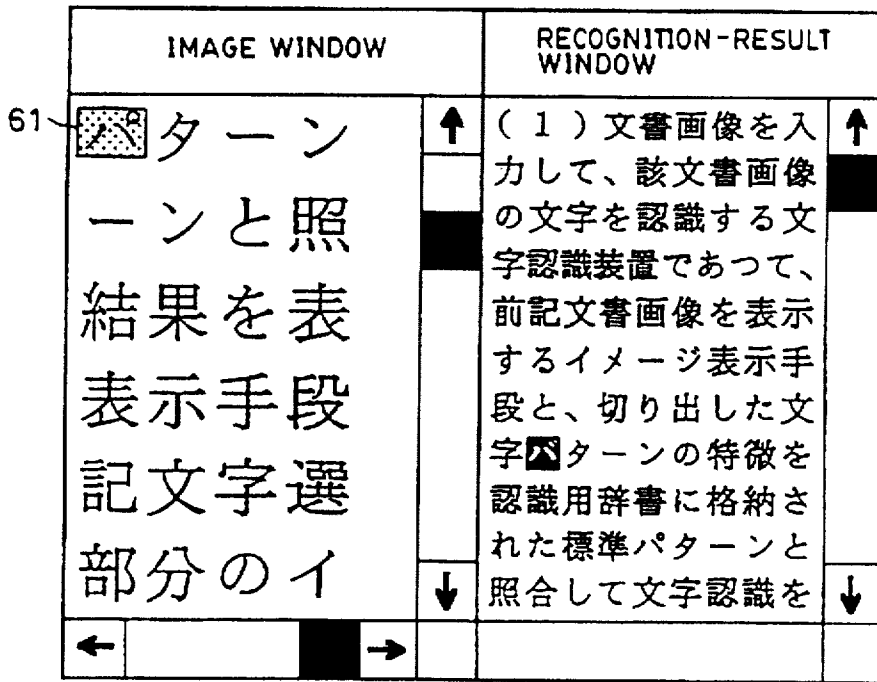 IMAGE WINDOW
61
パターン
ーンと照
結果を表
表示手段
記文字選
部分のイ
RECOGNITION-RESULT
WINDOW
(1)文書画像を入
力して、該文書画像
の文字を認識する文
字認識装置であつて、
前記文書画像を表示
するイメージ表示手
段と、切り出した文
字バターンの特微を
認識用辞書に格納さ
れた標準パターンと
照合して文字認識を